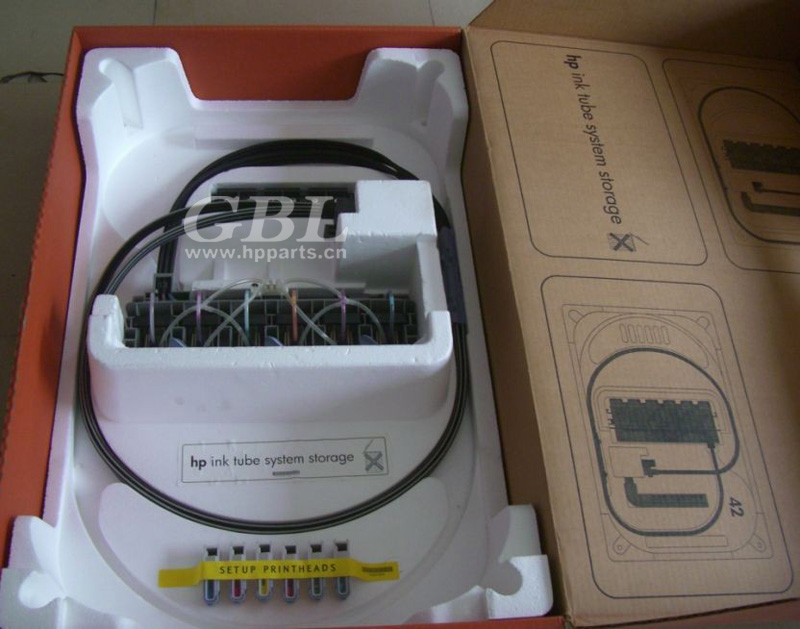 hp ink tube system storage
GBL
www.hpparts.cn
hp ink tube system storage
SETUP PRINTHEADS
42